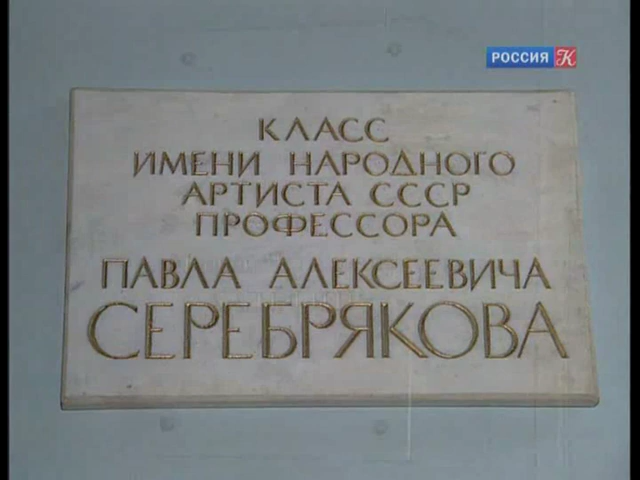 РОССИЯ К
КЛАСС
ИМЕНИ НАРОДНОГО
АРТИСТА СССР
ПРОФЕССОРА
ПАВЛА АЛЕКСЕЕВИЧА
СЕРЕБРЯКОВА